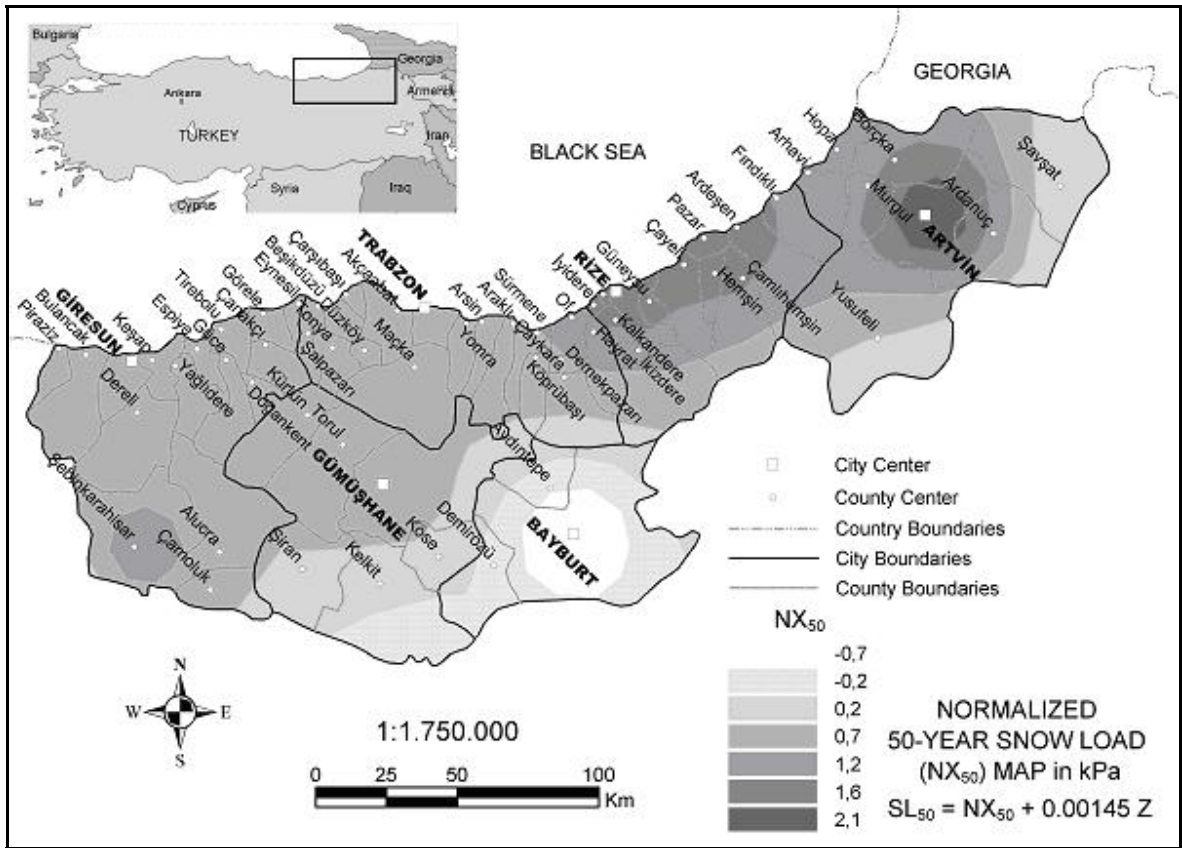 Bulgaria
Georgia
Ankara
Armenia
TURKEY
Iran
Syria
Iraq
Cyprus
GEORGIA
BLACK SEA
Hopa
Borçka
Arhavi
Şavşat
Fındıklı
Ardanuç
Murgul
Ardeşen
ARTVİN
Pazar
Çayeli
Güneysu
RİZE
İyidere
Of
Sürmene
Araklı
Arsin
TRABZON
Akçaabat
Çarşıbaşı
Beşikdüzü
Eynesil
Görele
Tirebolu
Espiye
Keşap
GİRESUN
Bulancak
Piraziz
Çanakçı
Güce
Tonya
Düzköy
Maçka
Yomra
Çaykara
Hayrat
Kalkandere
Hemşin
Çamlıhemşin
Yusufeli
İkizdere
Dernekpazarı
Köprübaşı
Şalpazarı
Yağlıdere
Dereli
Kürtün
Torul
Doğankent
Aydıntepe
GÜMÜŞHANE
Şebinkarahisar
Alucra
Çamoluk
Şiran
Kelkit
Köse
Demirözü
BAYBURT
City Center
County Center
Country Boundaries
City Boundaries
County Boundaries
NX50
-0,7
-0,2
0,2
0,7
1,2
1,6
2,1
NORMALIZED
50-YEAR SNOW LOAD
(NX50) MAP in kPa
SL50 = NX50 + 0.00145 Z
N
W E
S
1:1.750.000
0 25 50 100
Km